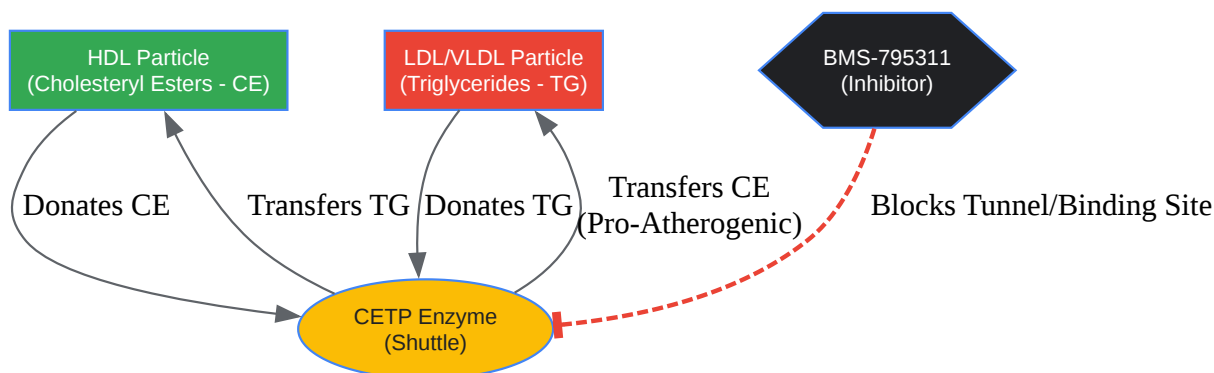 HDL Particle
(Cholesteryl Esters - CE)
LDL/VLDL Particle
(Triglycerides - TG)
BMS-795311
(Inhibitor)
Donates CE
Transfers TG
Donates TG
Transfers CE
(Pro-Atherogenic)
Blocks Tunnel/Binding Site
CETP Enzyme
(Shuttle)